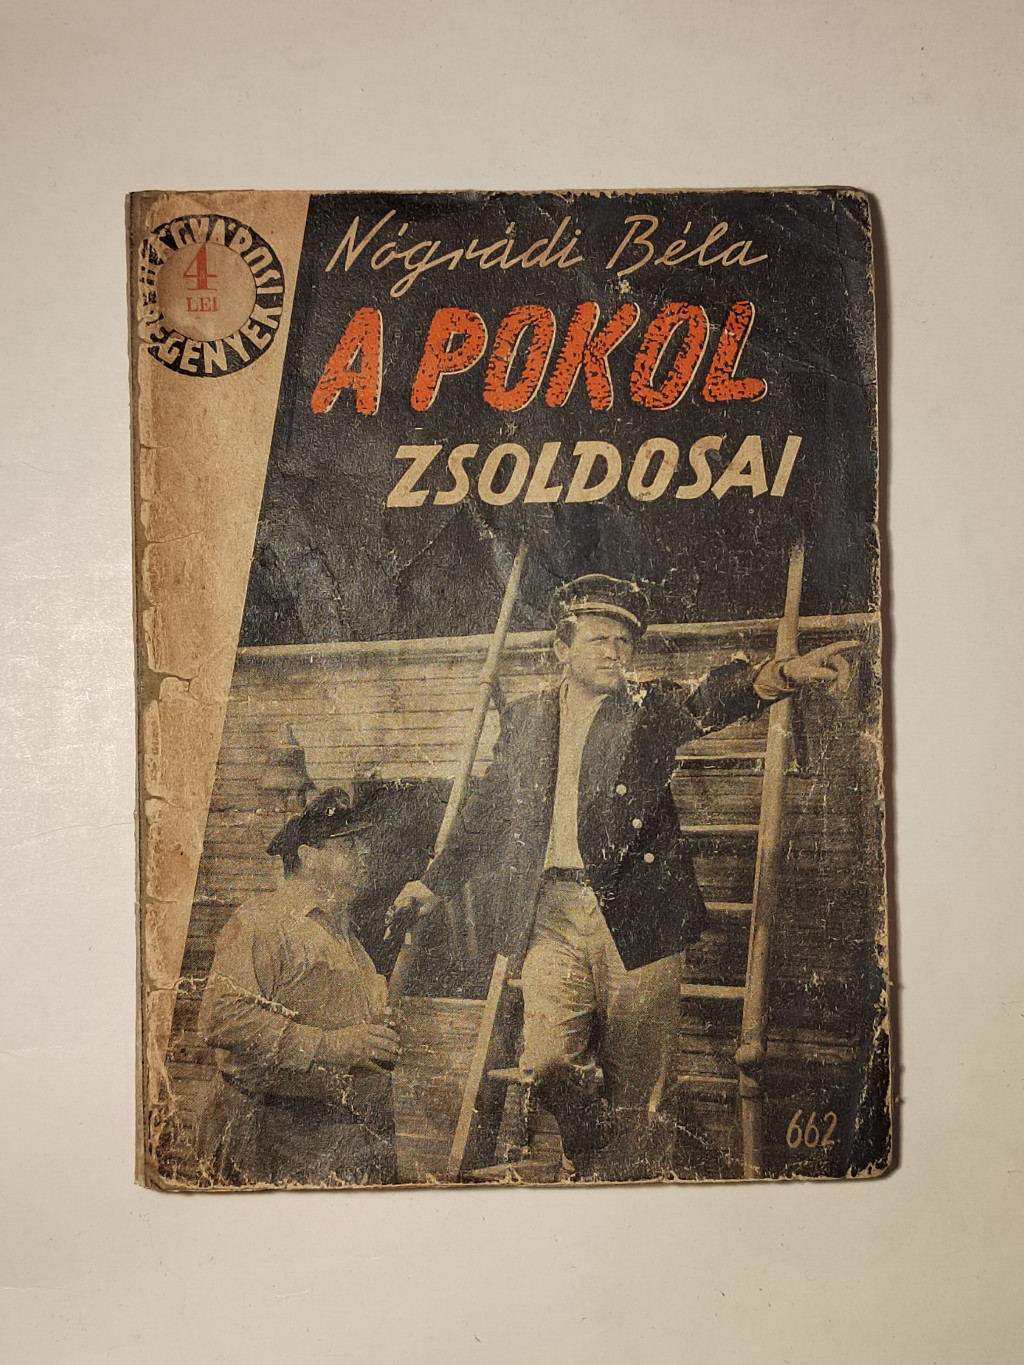 Nógrádi Béla
A POKOL
ZSOLDOSAI
4
LEI
REGÉNYEK
662